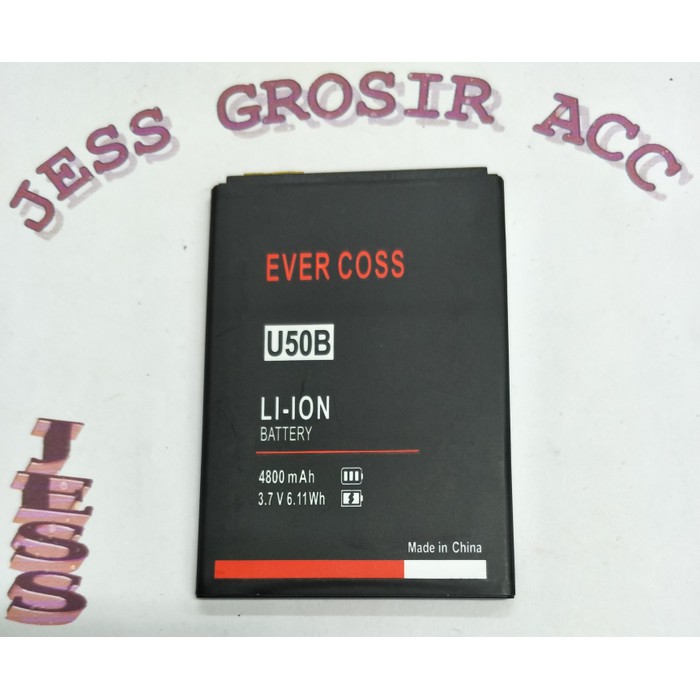 JESS GROSIR ACC
EVER COSS
U50B
LI-ION
BATTERY
4800 mAh
3.7 V 6.11Wh
Made in China
JESS